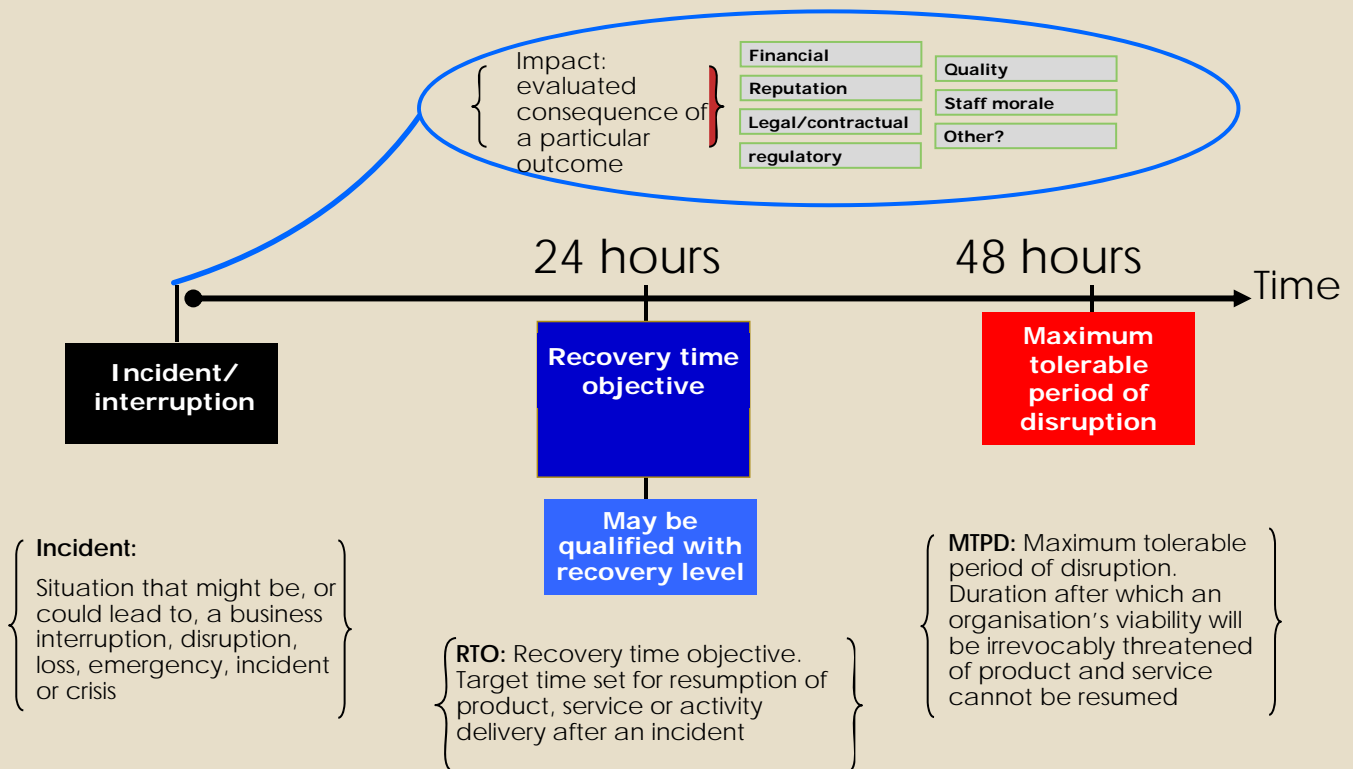 Impact:
evaluated
consequence of
a particular
outcome
Financial
Reputation
Legal/contractual
regulatory
Quality
Staff morale
Other?
24 hours
48 hours
Time
Incident/
interruption
Recovery time
objective
Maximum
tolerable
period of
disruption
May be
qualified with
recovery level
Incident:
Situation that might be, or
could lead to, a business
interruption, disruption,
loss, emergency, incident
or crisis
RTO: Recovery time objective.
Target time set for resumption of
product, service or activity
delivery after an incident
MTPD: Maximum tolerable
period of disruption.
Duration after which an
organisation’s viability will
be irrevocably threatened
of product and service
cannot be resumed